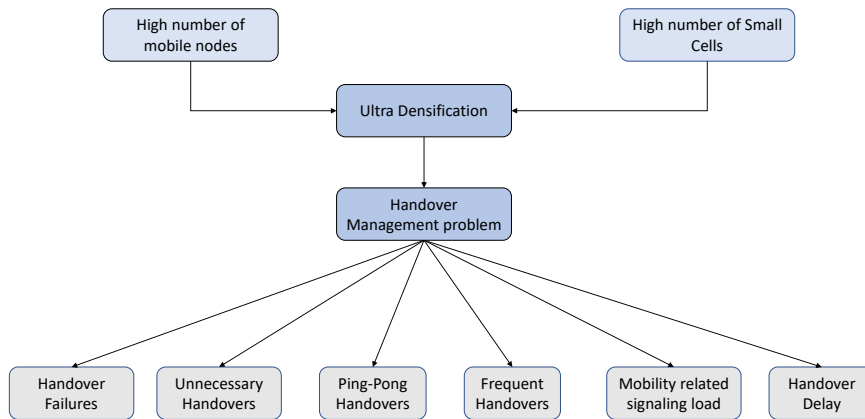 High number of
mobile nodes
High number of Small
Cells
Ultra Densification
Handover
Management problem
Handover
Failures
Unnecessary
Handovers
Ping-Pong
Handovers
Frequent
Handovers
Mobility related
signaling load
Handover
Delay